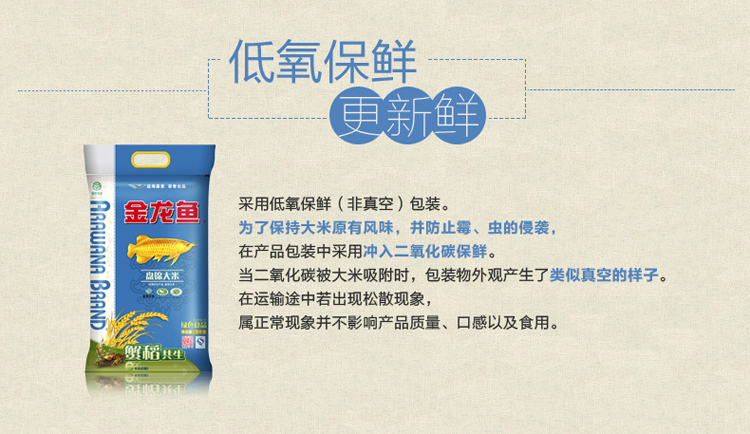 低氧保鲜
更新鲜
采用低氧保鲜（非真空）包装。
为了保持大米原有风味，并防止霉、虫的侵袭，
在产品包装中采用冲入二氧化碳保鲜。
当二氧化碳被大米吸附时，包装物外观产生了类似真空的样子。
在运输途中若出现松散现象，
属正常现象并不影响产品质量、口感以及食用。
ARAWANA BRAND
金龙鱼
盘锦大米
绿色食品
蟹稻共生